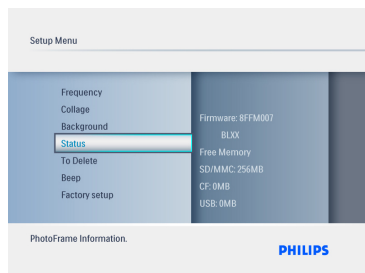 Setup Menu
Frequency
Collage
Background
Status
To Delete
Beep
Factory setup
Firmware: 8FFM007
BLXX
Free Memory
SD/MMC: 256MB
CF: 0MB
USB: 0MB
PhotoFrame Information.
PHILIPS